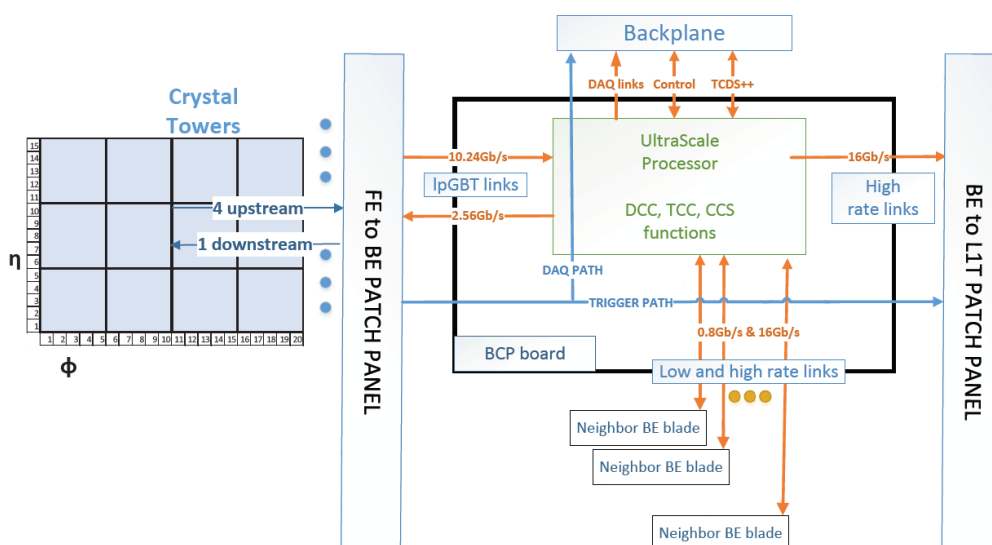 Backplane
DAQ links
Control
TCDS++
Crystal
Towers
UltraScale
Processor
DCC, TCC, CCS
functions
10.24Gb/s
lpGBT links
2.56Gb/s
16Gb/s
High
rate links
4 upstream
1 downstream
15
14
13
12
11
10
9
8
7
6
5
4
3
2
1
η
1 2 3 4 5 6 7 8 9 10 11 12 13 14 15 16 17 18 19 20
ϕ
FE to BE PATCH PANEL
BE to L1T PATCH PANEL
DAQ PATH
TRIGGER PATH
0.8Gb/s & 16Gb/s
BCP board
Low and high rate links
Neighbor BE blade
Neighbor BE blade
Neighbor BE blade